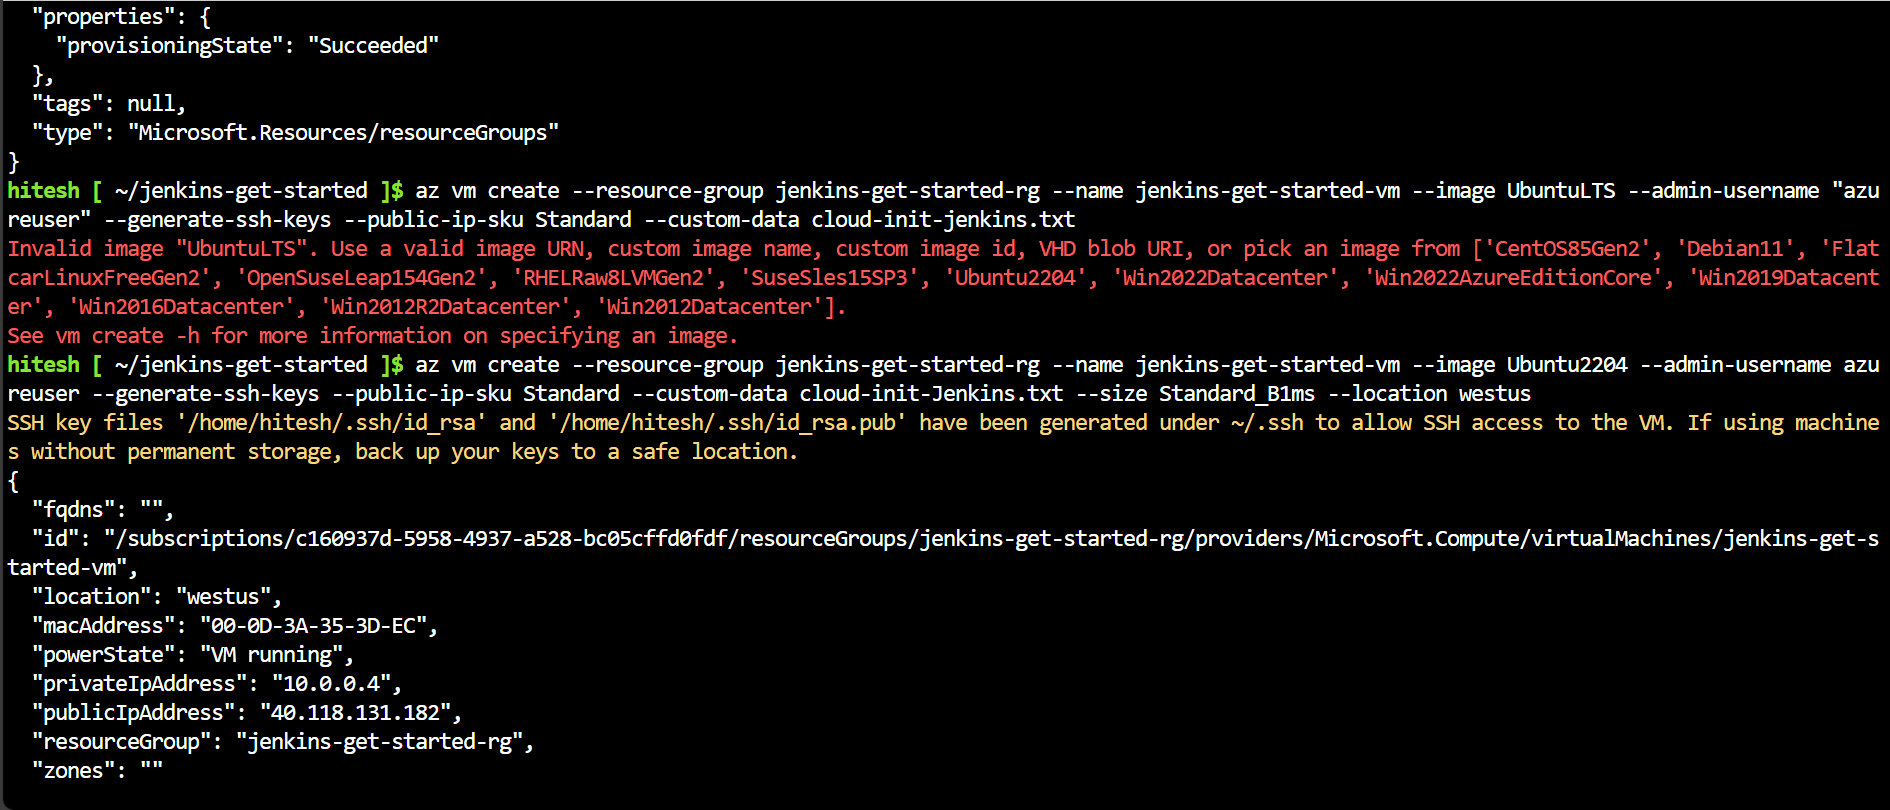 "properties": {
    "provisioningState": "Succeeded"
  },
  "tags": null,
  "type": "Microsoft.Resources/resourceGroups"
}
hitesh [ ~/jenkins-get-started ]$ az vm create --resource-group jenkins-get-started-rg --name jenkins-get-started-vm --image UbuntuLTS --admin-username "azu
reuser" --generate-ssh-keys --public-ip-sku Standard --custom-data cloud-init-jenkins.txt
Invalid image "UbuntuLTS". Use a valid image URN, custom image name, custom image id, VHD blob URI, or pick an image from ['CentOS85Gen2', 'Debian11', 'Flat
carLinuxFreeGen2', 'OpenSuseLeap154Gen2', 'RHELRaw8LVMGen2', 'SuseSles15SP3', 'Ubuntu2204', 'Win2022Datacenter', 'Win2022AzureEditionCore', 'Win2019Datacent
er', 'Win2016Datacenter', 'Win2012R2Datacenter', 'Win2012Datacenter'].
See vm create -h for more information on specifying an image.
hitesh [ ~/jenkins-get-started ]$ az vm create --resource-group jenkins-get-started-rg --name jenkins-get-started-vm --image Ubuntu2204 --admin-username azu
reuser --generate-ssh-keys --public-ip-sku Standard --custom-data cloud-init-Jenkins.txt --size Standard_B1ms --location westus
SSH key files '/home/hitesh/.ssh/id_rsa' and '/home/hitesh/.ssh/id_rsa.pub' have been generated under ~/.ssh to allow SSH access to the VM. If using machine
s without permanent storage, back up your keys to a safe location.
{
  "fqdns": "",
  "id": "/subscriptions/c160937d-5958-4937-a528-bc05cffd0fdf/resourceGroups/jenkins-get-started-rg/providers/Microsoft.Compute/virtualMachines/jenkins-get-s
tarted-vm",
  "location": "westus",
  "macAddress": "00-0D-3A-35-3D-EC",
  "powerState": "VM running",
  "privateIpAddress": "10.0.0.4",
  "publicIpAddress": "40.118.131.182",
  "resourceGroup": "jenkins-get-started-rg",
  "zones": ""